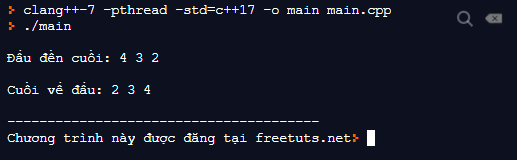 clang++-7 -pthread -std=c++17 -o main main.cpp
./main
Đầu đến cuối: 4 3 2
Cuối về đầu: 2 3 4
---------------------------------------
Chương trình này được đăng tại freetuts.net